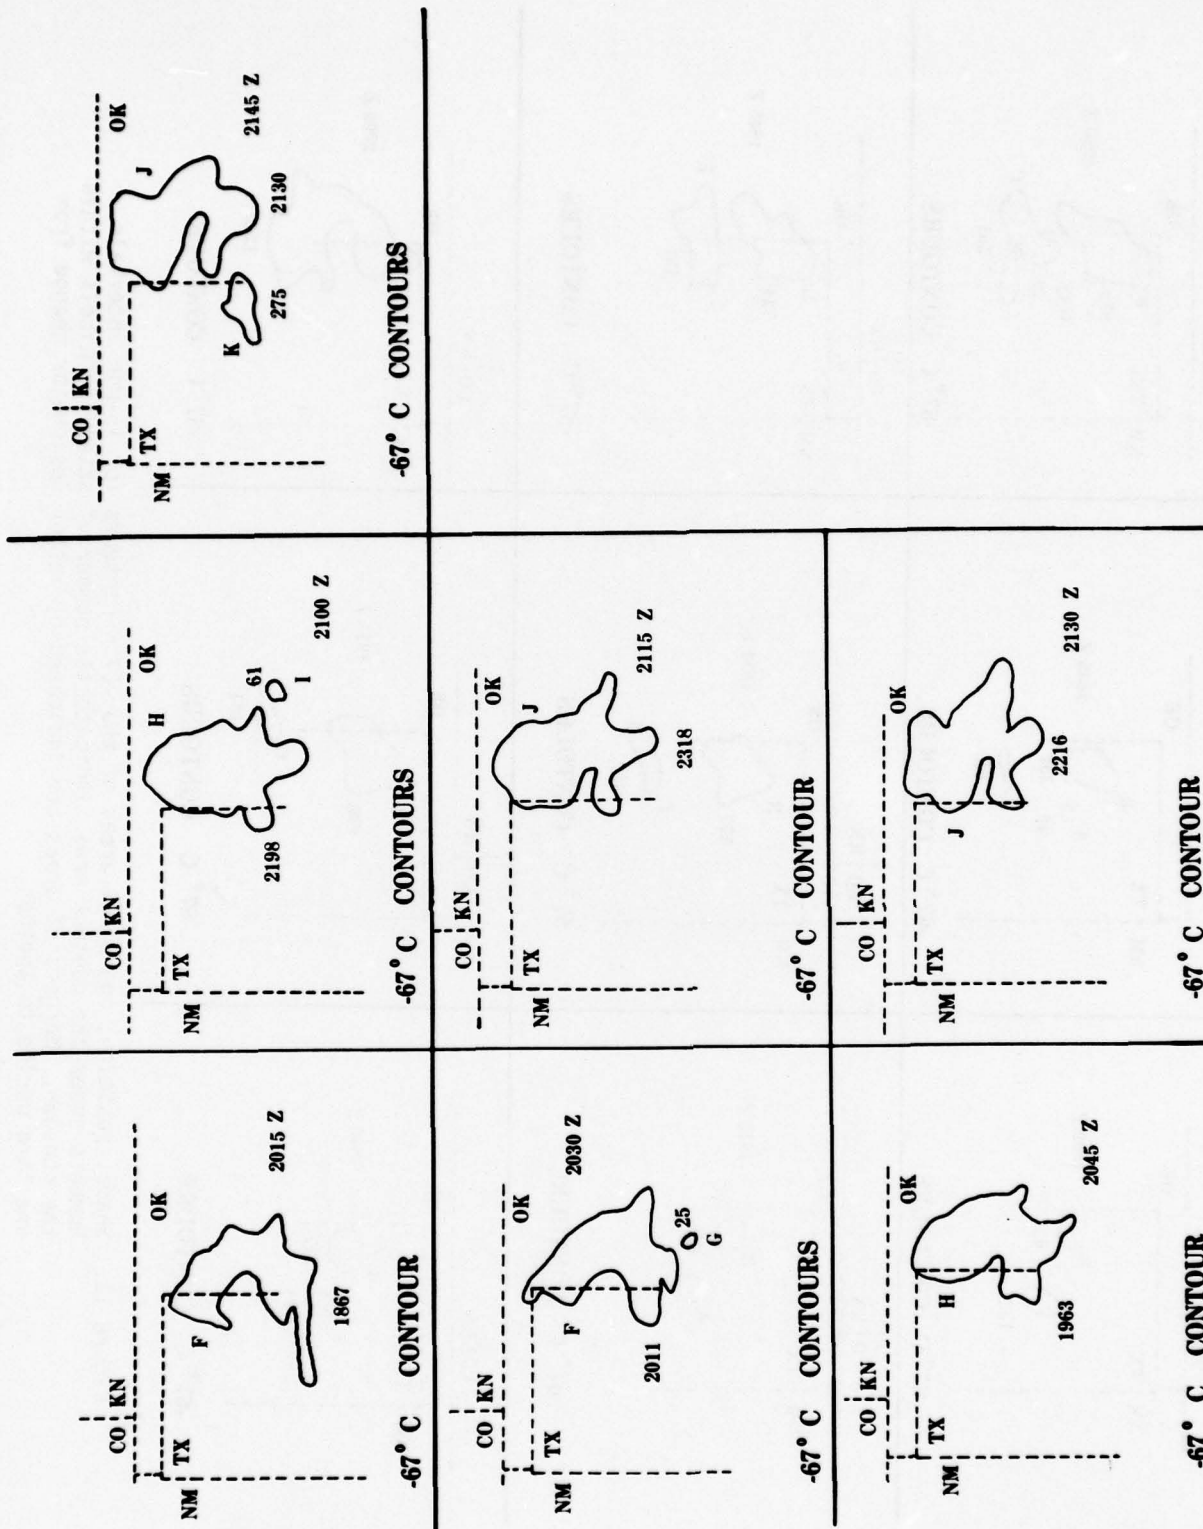 CO KN
OK
NM TX
F
1867
2015 Z
-67° C CONTOUR
CO KN
OK
NM TX
F
2011
25
G
2030 Z
-67° C CONTOURS
CO KN
OK
NM TX
H
1963
2045 Z
-67° C CONTOUR
CO KN
OK
NM TX
H
2198
61
I
2100 Z
-67° C CONTOURS
CO KN
OK
NM TX
J
2318
2115 Z
-67° C CONTOUR
CO KN
OK
NM TX
J
2216
2130 Z
-67° C CONTOUR
CO KN
OK
NM TX
J
K
275
2130
2145 Z
-67° C CONTOURS